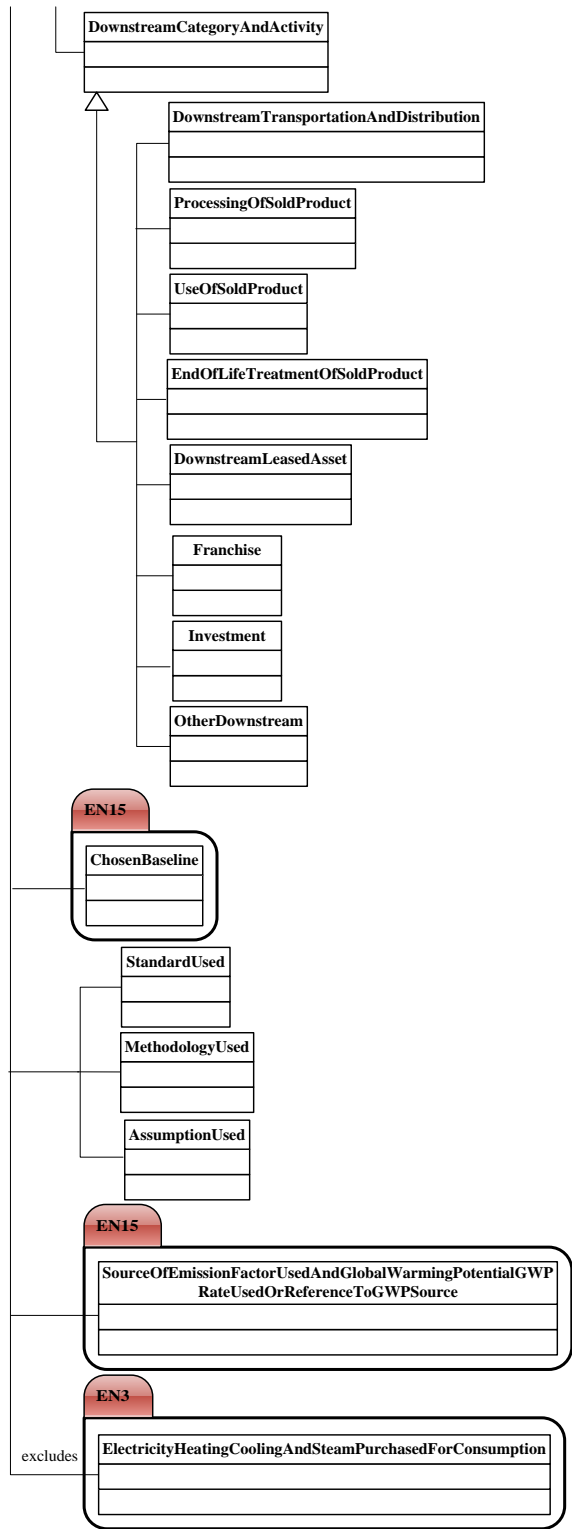 DownstreamCategoryAndActivity
DownstreamTransportationAndDistribution
ProcessingOfSoldProduct
UseOfSoldProduct
EndOfLifeTreatmentOfSoldProduct
DownstreamLeasedAsset
Franchise
Investment
OtherDownstream
EN15
ChosenBaseline
StandardUsed
MethodologyUsed
AssumptionUsed
EN15
SourceOfEmissionFactorUsedAndGlobalWarmingPotentialGWP
RateUsedOrReferenceToGWPSource
EN3
excludes
ElectricityHeatingCoolingAndSteamPurchasedForConsumption